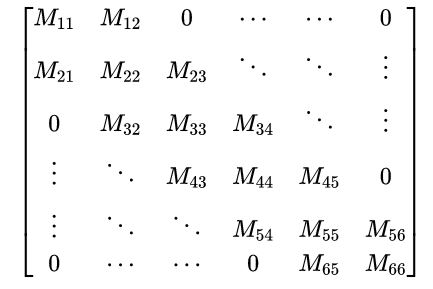 M₁₁ M₁₂ 0 ⋯ ⋯ 0
M₂₁ M₂₂ M₂₃ ⋱ ⋱ ⋮
0 M₃₂ M₃₃ M₃₄ ⋱ ⋮
⋮ ⋱ M₄₃ M₄₄ M₄₅ 0
⋮ ⋱ ⋱ M₅₄ M₅₅ M₅₆
0 ⋯ ⋯ 0 M₆₅ M₆₆